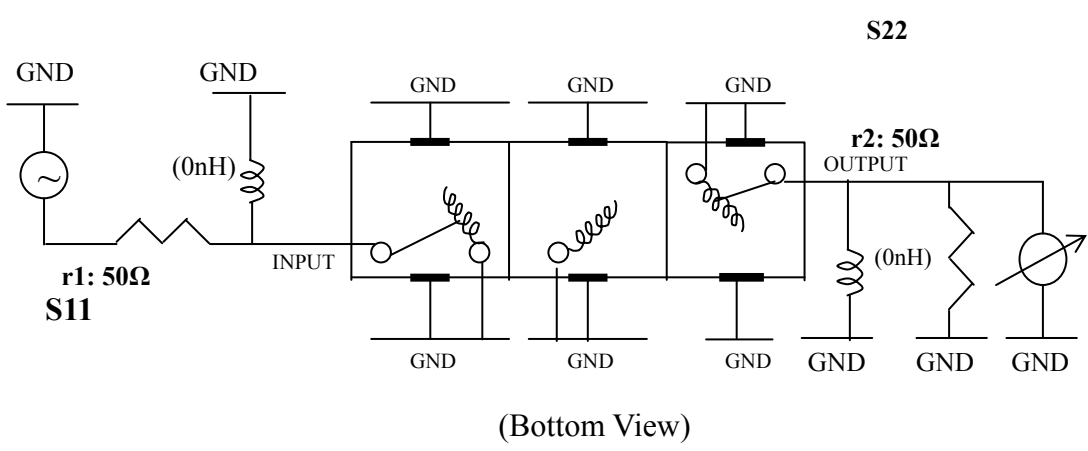 S22
GND
GND
GND
GND
GND
r2: 50Ω
(0nH)
OUTPUT
INPUT
(0nH)
r1: 50Ω
S11
GND
GND
GND
GND
GND
GND
(Bottom View)